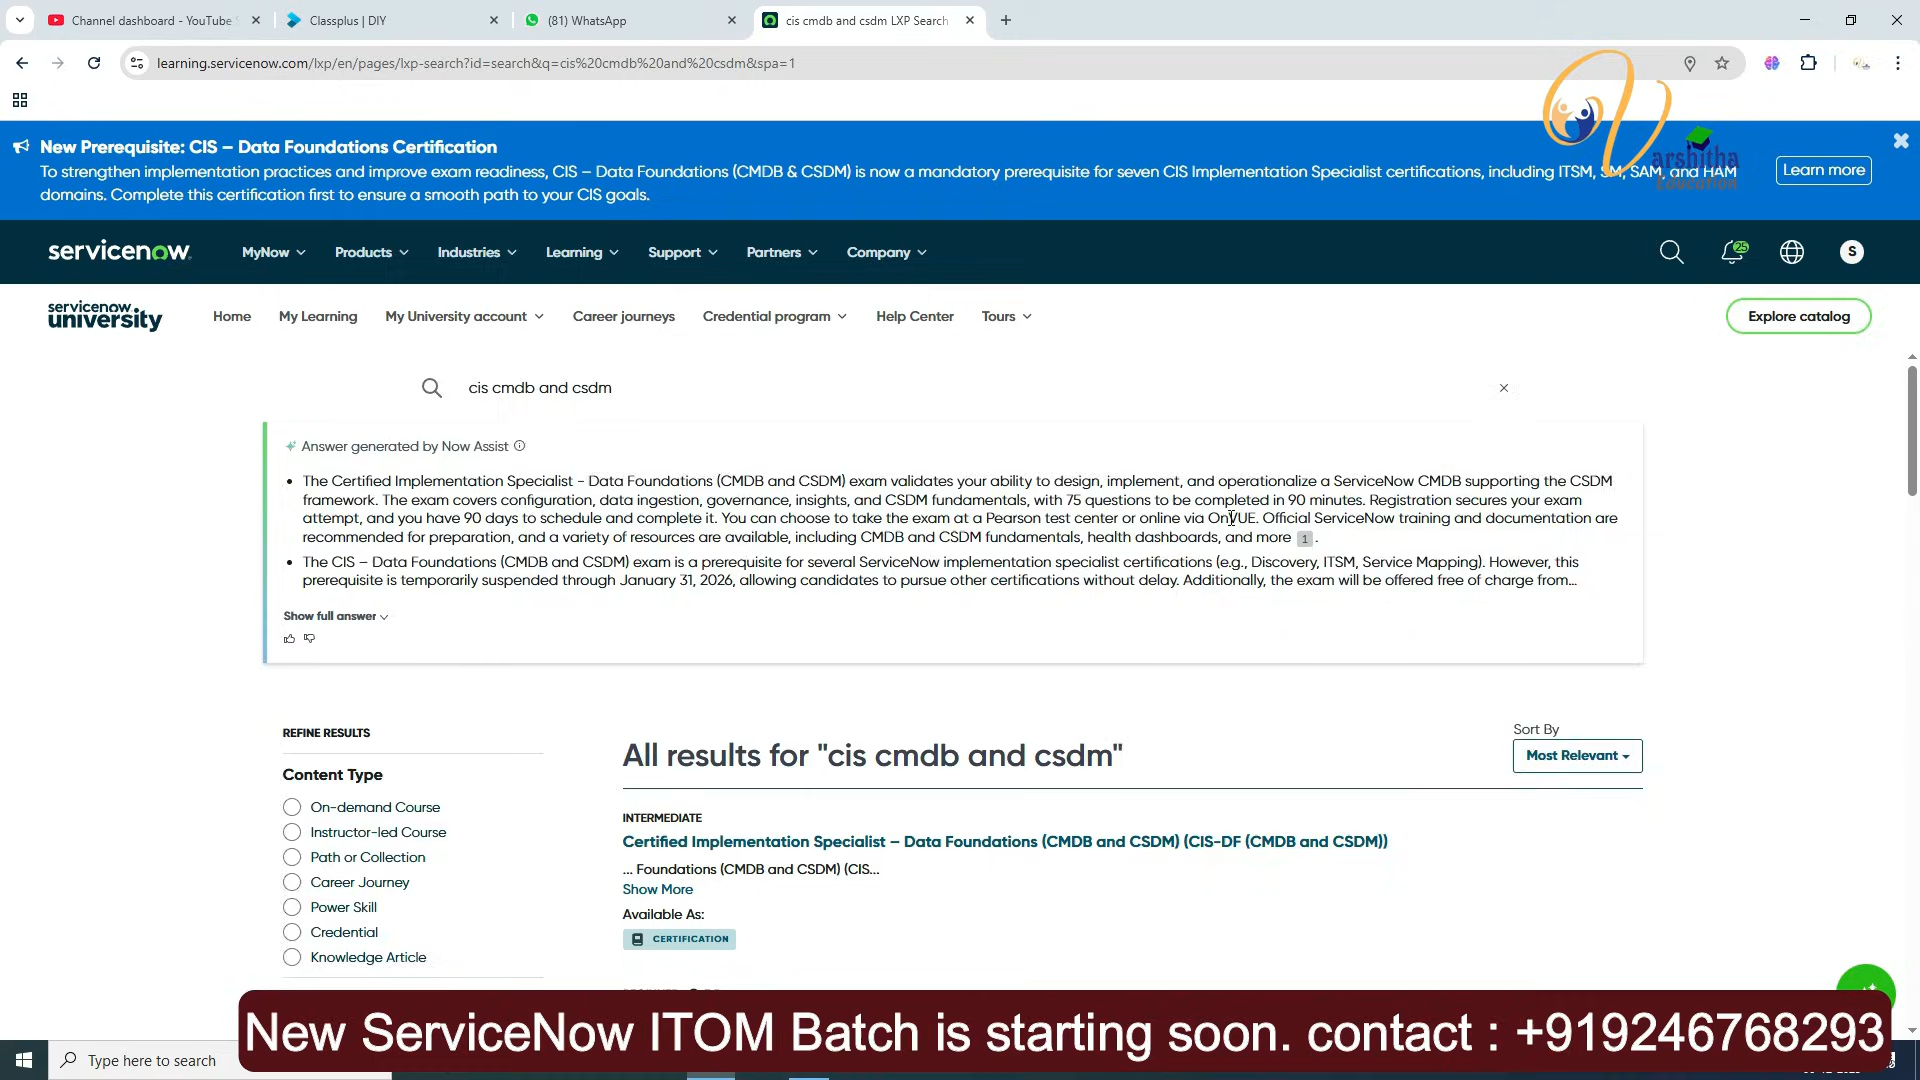 Channel dashboard - YouTube
Classplus | DIY
(81) WhatsApp
cis cmdb and csdm LXP Search
learning.servicenow.com/lxp/en/pages/lxp-search?id=search&q=cis%20cmdb%20and%20csdm&spa=1
New Prerequisite: CIS – Data Foundations Certification
To strengthen implementation practices and improve exam readiness, CIS – Data Foundations (CMDB & CSDM) is now a mandatory prerequisite for seven CIS Implementation Specialist certifications, including ITSM, SM, SAM, and HAM
domains. Complete this certification first to ensure a smooth path to your CIS goals.
Learn more
Varshitha
Education
servicenow
MyNow
Products
Industries
Learning
Support
Partners
Company
25
S
servicenow
university
Home
My Learning
My University account
Career journeys
Credential program
Help Center
Tours
Explore catalog
cis cmdb and csdm
Answer generated by Now Assist
• The Certified Implementation Specialist - Data Foundations (CMDB and CSDM) exam validates your ability to design, implement, and operationalize a ServiceNow CMDB supporting the CSDM
framework. The exam covers configuration, data ingestion, governance, insights, and CSDM fundamentals, with 75 questions to be completed in 90 minutes. Registration secures your exam
attempt, and you have 90 days to schedule and complete it. You can choose to take the exam at a Pearson test center or online via OnVUE. Official ServiceNow training and documentation are
recommended for preparation, and a variety of resources are available, including CMDB and CSDM fundamentals, health dashboards, and more 1 .
• The CIS – Data Foundations (CMDB and CSDM) exam is a prerequisite for several ServiceNow implementation specialist certifications (e.g., Discovery, ITSM, Service Mapping). However, this
prerequisite is temporarily suspended through January 31, 2026, allowing candidates to pursue other certifications without delay. Additionally, the exam will be offered free of charge from...
Show full answer
REFINE RESULTS
Content Type
On-demand Course
Instructor-led Course
Path or Collection
Career Journey
Power Skill
Credential
Knowledge Article
All results for "cis cmdb and csdm"
Sort By
Most Relevant
INTERMEDIATE
Certified Implementation Specialist – Data Foundations (CMDB and CSDM) (CIS-DF (CMDB and CSDM))
... Foundations (CMDB and CSDM) (CIS...
Show More
Available As:
CERTIFICATION
New ServiceNow ITOM Batch is starting soon. contact : +919246768293
Type here to search